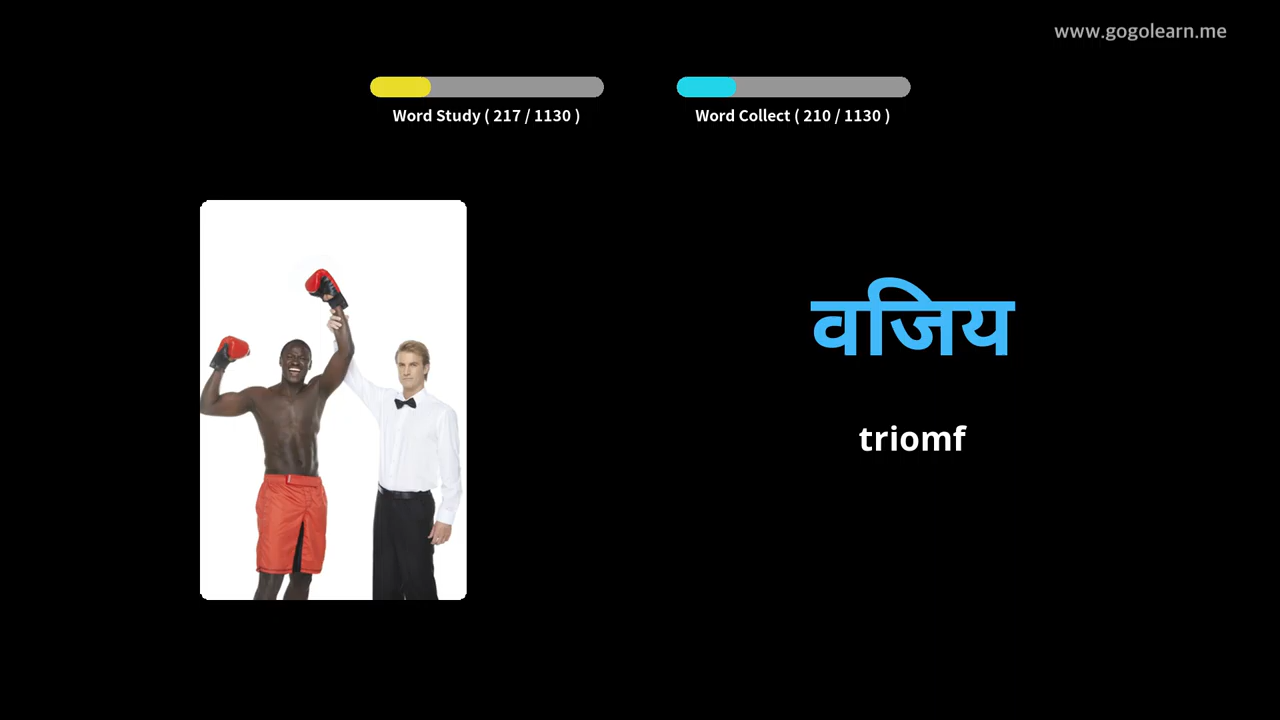 www.gogolearn.me
Word Study ( 217 / 1130 )
Word Collect ( 210 / 1130 )
वजिय
triomf